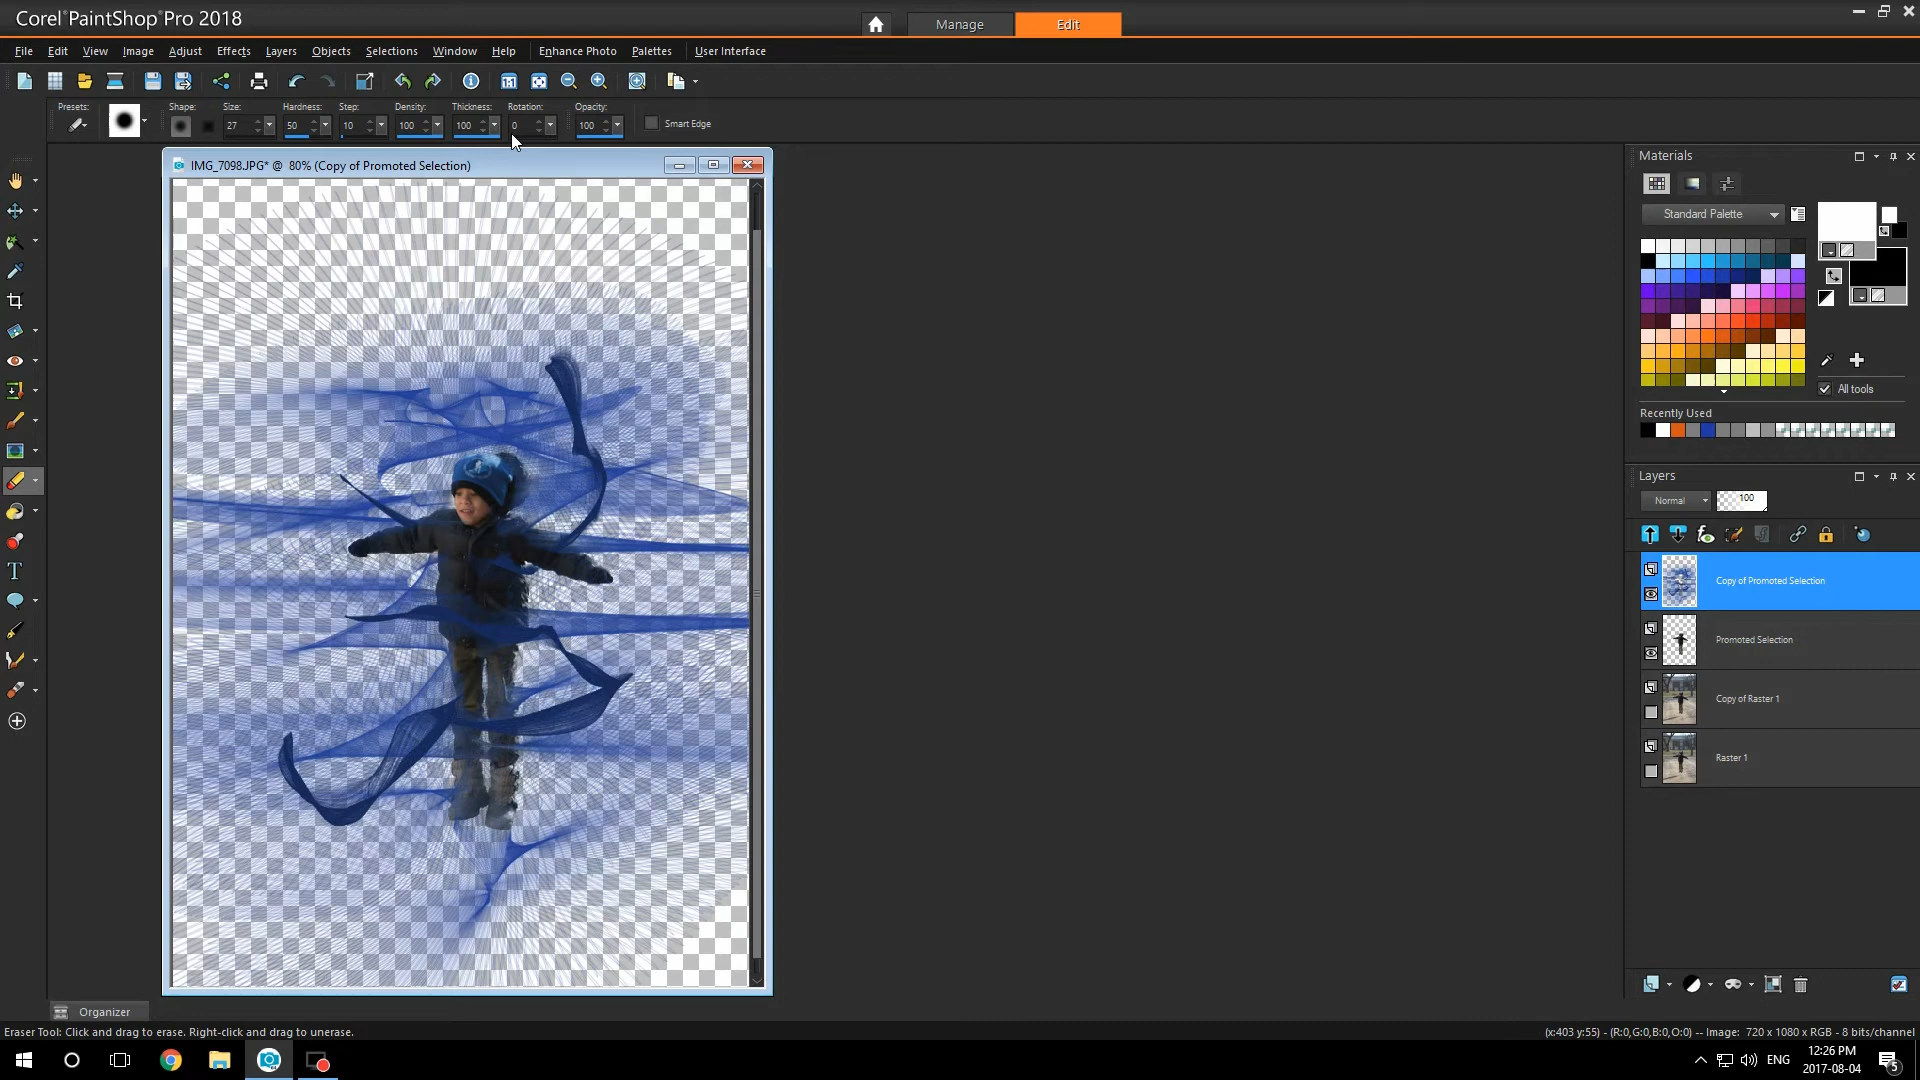 Corel PaintShop Pro 2018
Manage
Edit
File Edit View Image Adjust Effects Layers Objects Selections Window Help Enhance Photo Palettes User Interface
1:1
Presets: Shape: Size: Hardness: Step: Density: Thickness: Rotation: Opacity:
27 50 10 100 100 0 100 Smart Edge
IMG_7098.JPG* @ 80% (Copy of Promoted Selection)
Materials
Standard Palette
All tools
Recently Used
Layers
Normal 100
Copy of Promoted Selection
Promoted Selection
Copy of Raster 1
Raster 1
Organizer
Eraser Tool: Click and drag to erase. Right-click and drag to unerase.
(x:403 y:55) - (R:0,G:0,B:0,O:0) -- Image: 720 x 1080 x RGB - 8 bits/channel
ENG
12:26 PM
2017-08-04
5